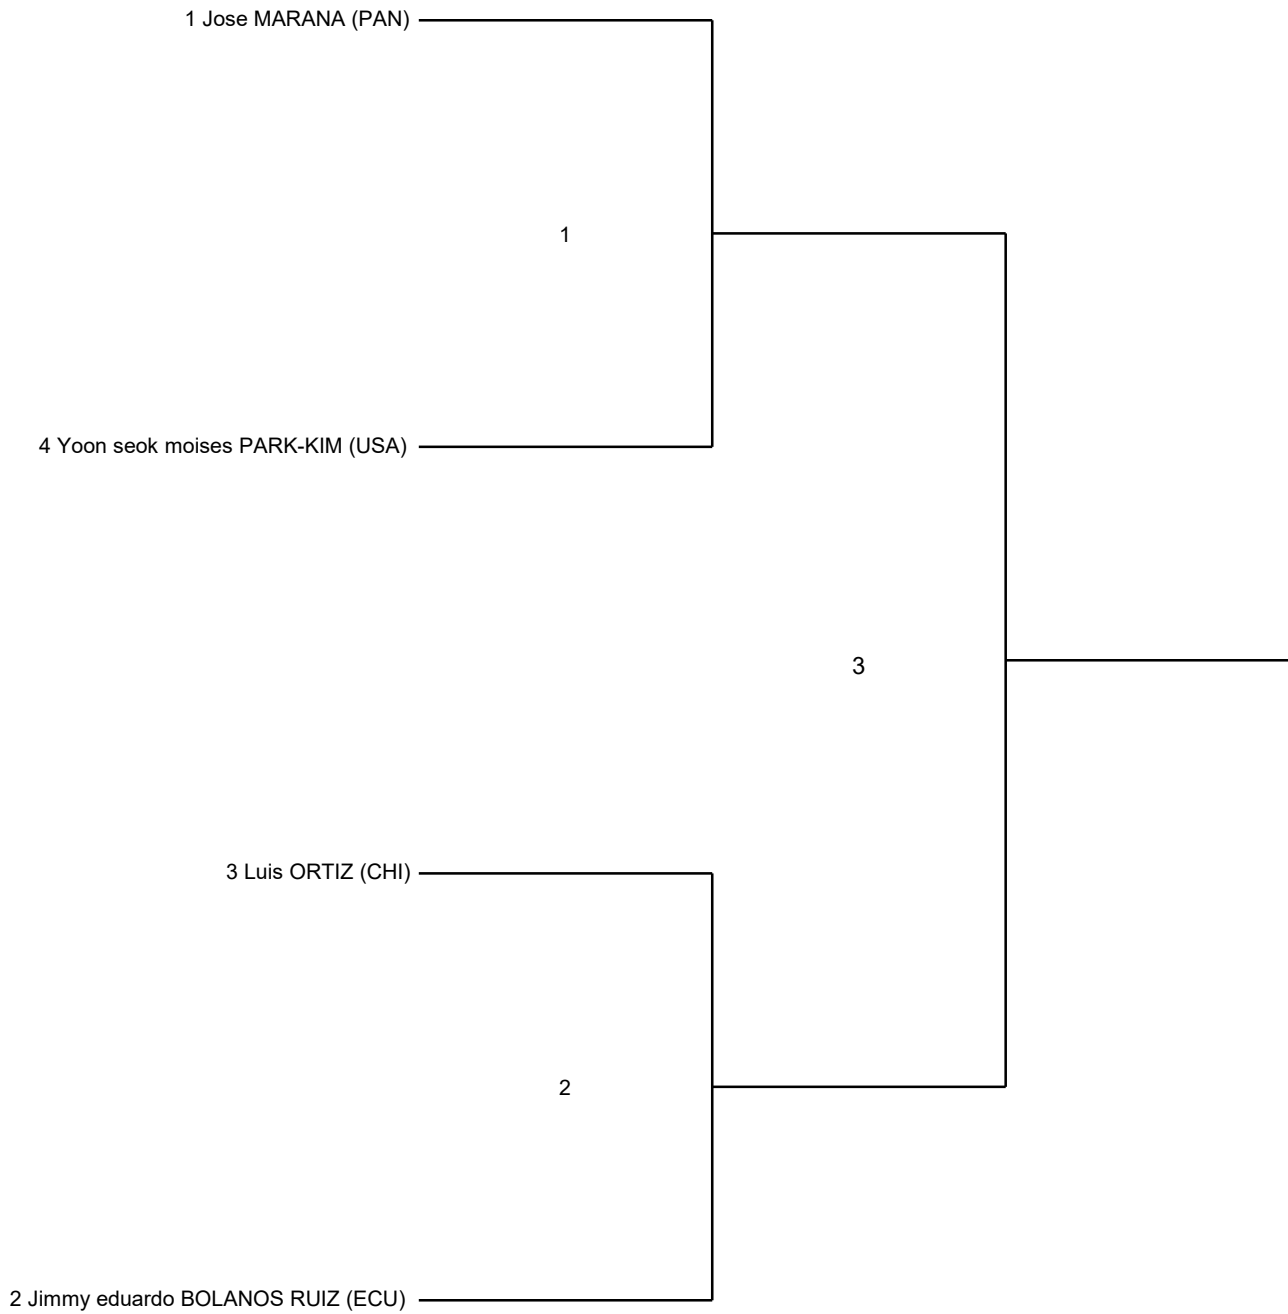 1 Jose MARANA (PAN)
1
4 Yoon seok moises PARK-KIM (USA)
3
3 Luis ORTIZ (CHI)
2
2 Jimmy eduardo BOLANOS RUIZ (ECU)